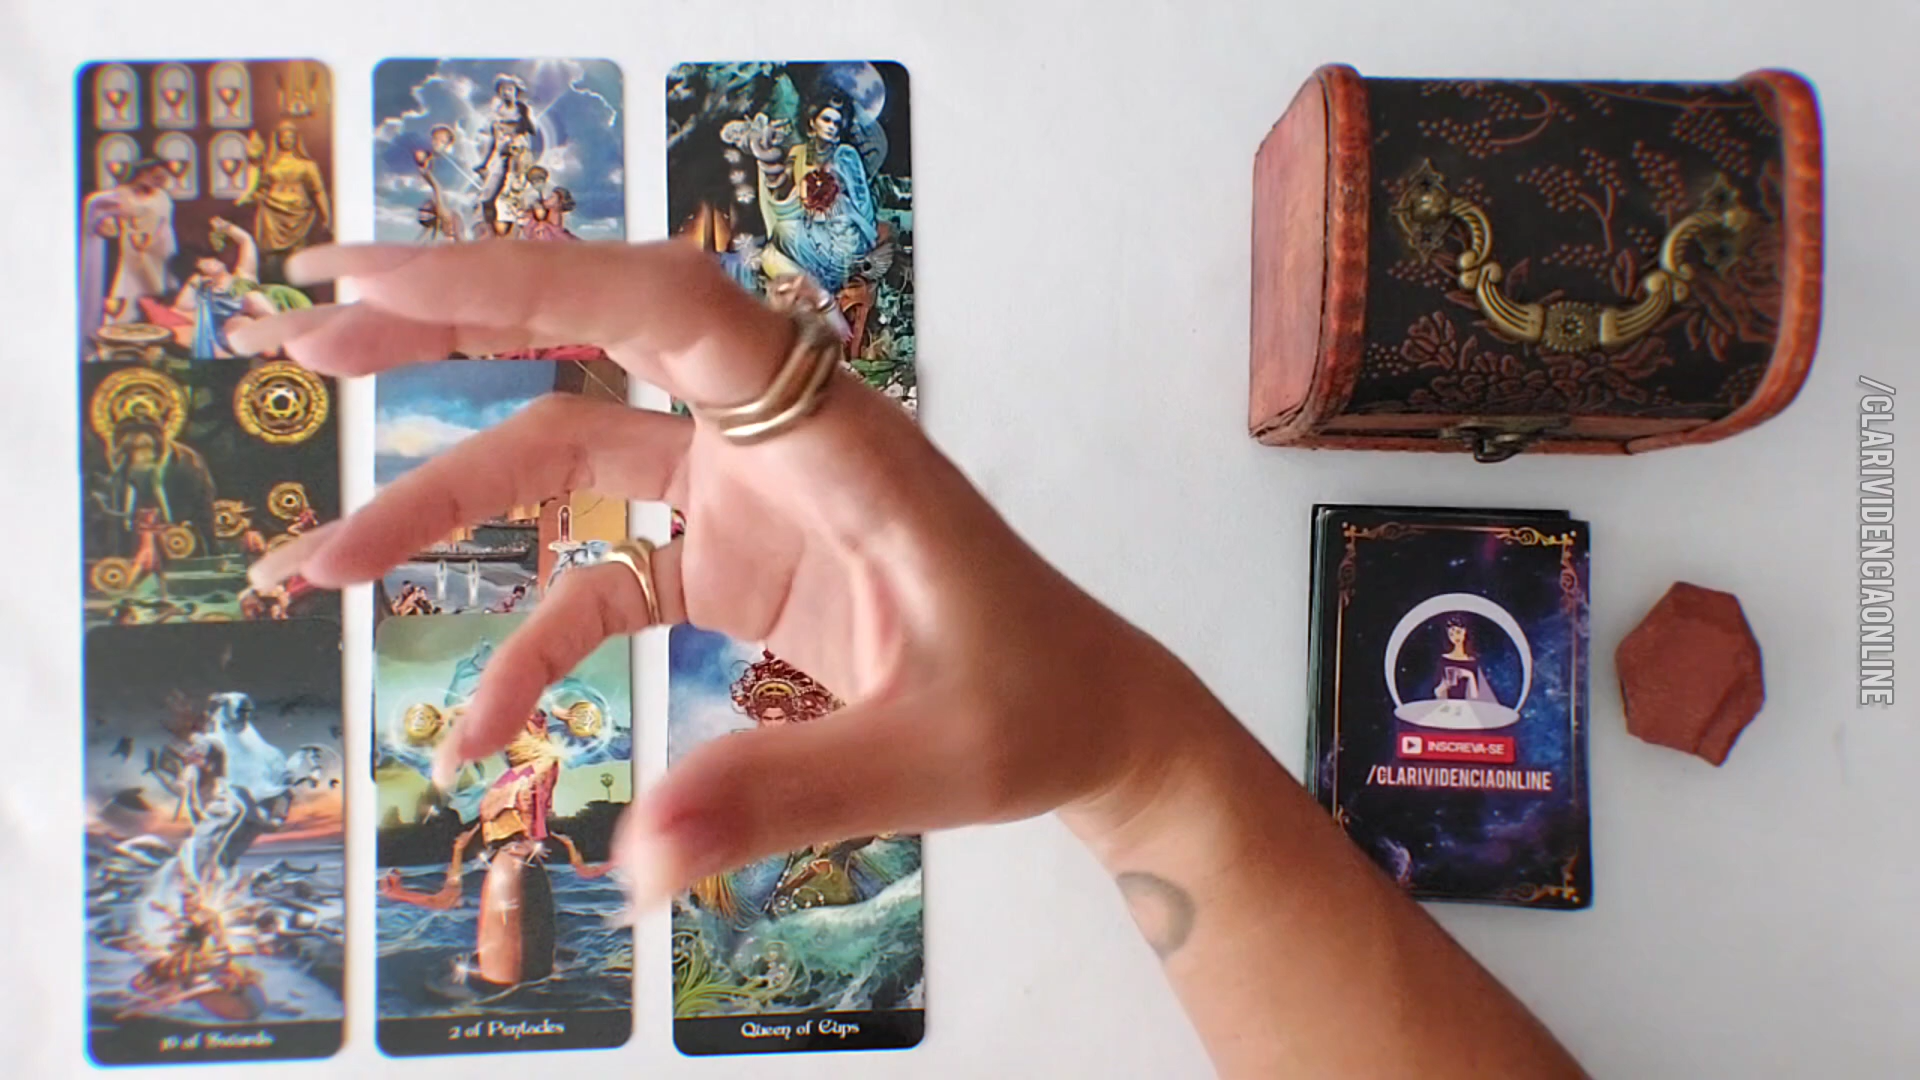 10 of Swords
2 of Pentacles
Queen of Cups
INSCREVA-SE
/CLARIVIDENCIAONLINE
/CLARIVIDENCIAONLINE